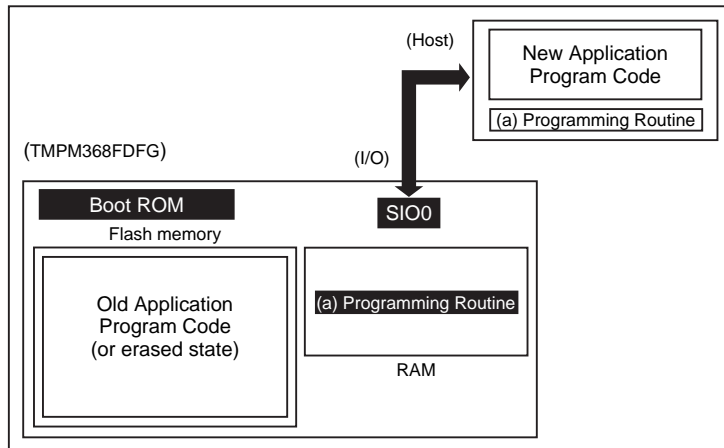 (Host)
New Application
Program Code
(a) Programming Routine
(TMPM368FDFG)
(I/O)
Boot ROM
SIO0
Flash memory
Old Application
Program Code
(or erased state)
(a) Programming Routine
RAM